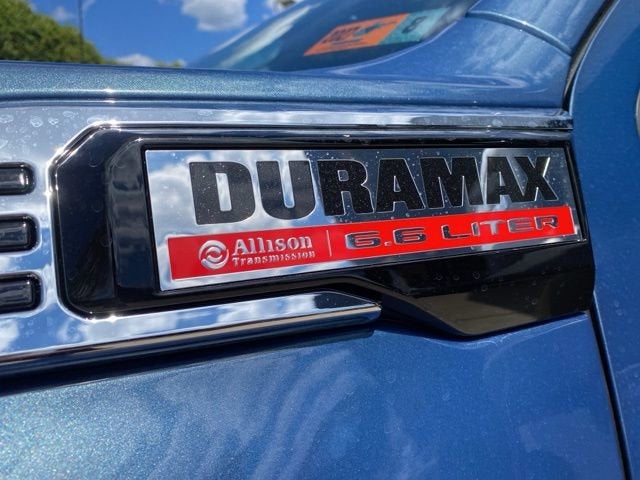 DURAMAX
Allison
Transmission
6.6 LITER